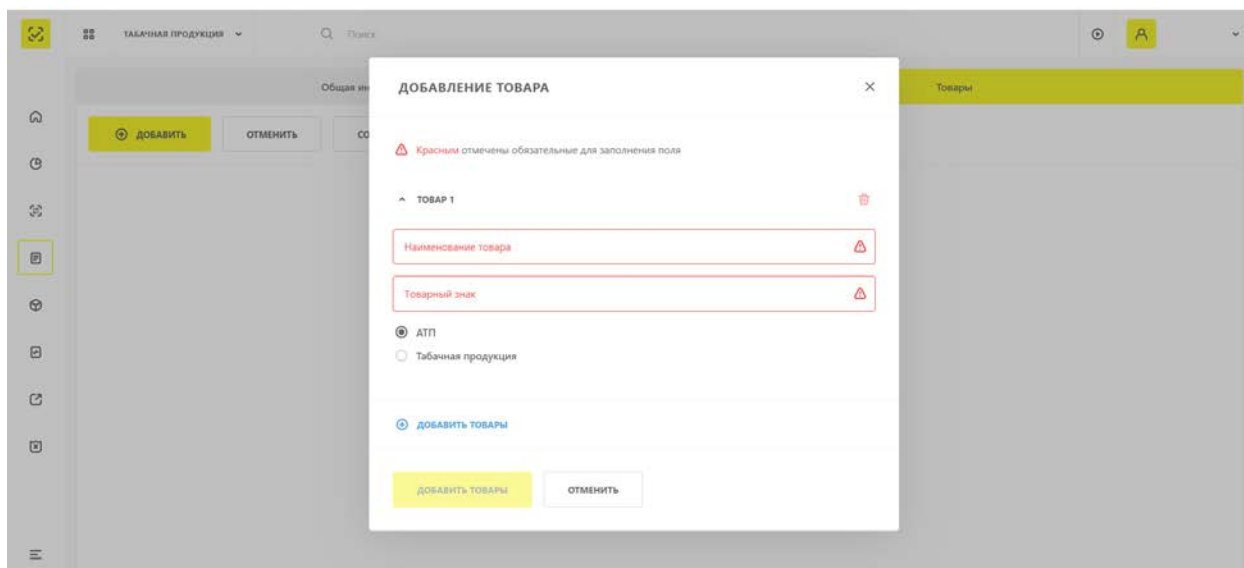 ТАБАЧНАЯ ПРОДУКЦИЯ
Поиск
Общая ин
Товары
ДОБАВИТЬ
ОТМЕНИТЬ
СО
ДОБАВЛЕНИЕ ТОВАРА
Красным отмечены обязательные для заполнения поля
ТОВАР 1
Наименование товара
Товарный знак
АТП
Табачная продукция
ДОБАВИТЬ ТОВАРЫ
ДОБАВИТЬ ТОВАРЫ
ОТМЕНИТЬ